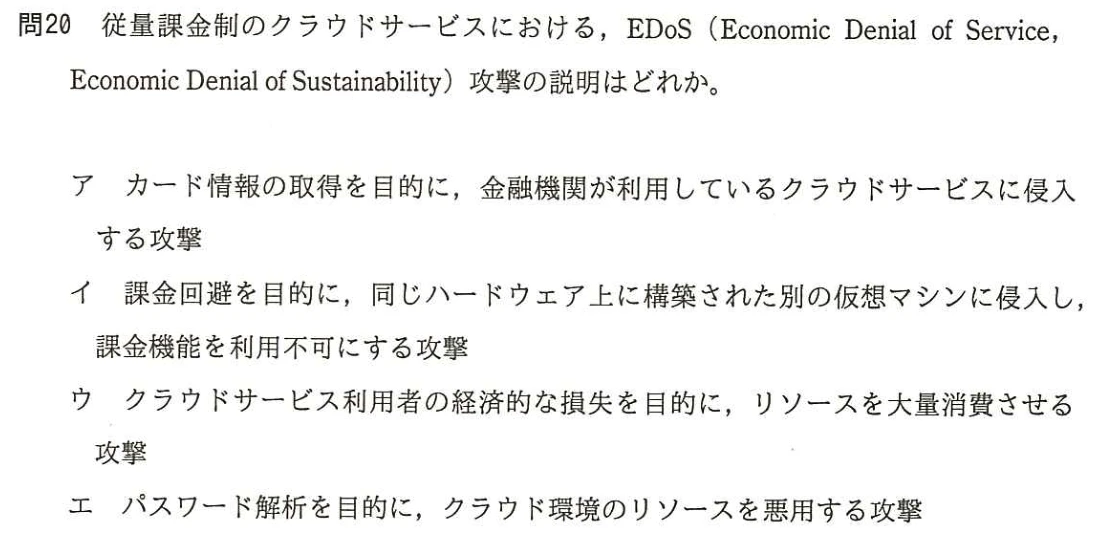 問20 従量課金制のクラウドサービスにおける，EDoS（Economic Denial of Service，
Economic Denial of Sustainability）攻撃の説明はどれか。
ア カード情報の取得を目的に，金融機関が利用しているクラウドサービスに侵入
する攻撃
イ 課金回避を目的に，同じハードウェア上に構築された別の仮想マシンに侵入し，
課金機能を利用不可にする攻撃
ウ クラウドサービス利用者の経済的な損失を目的に，リソースを大量消費させる
攻撃
エ パスワード解析を目的に，クラウド環境のリソースを悪用する攻撃